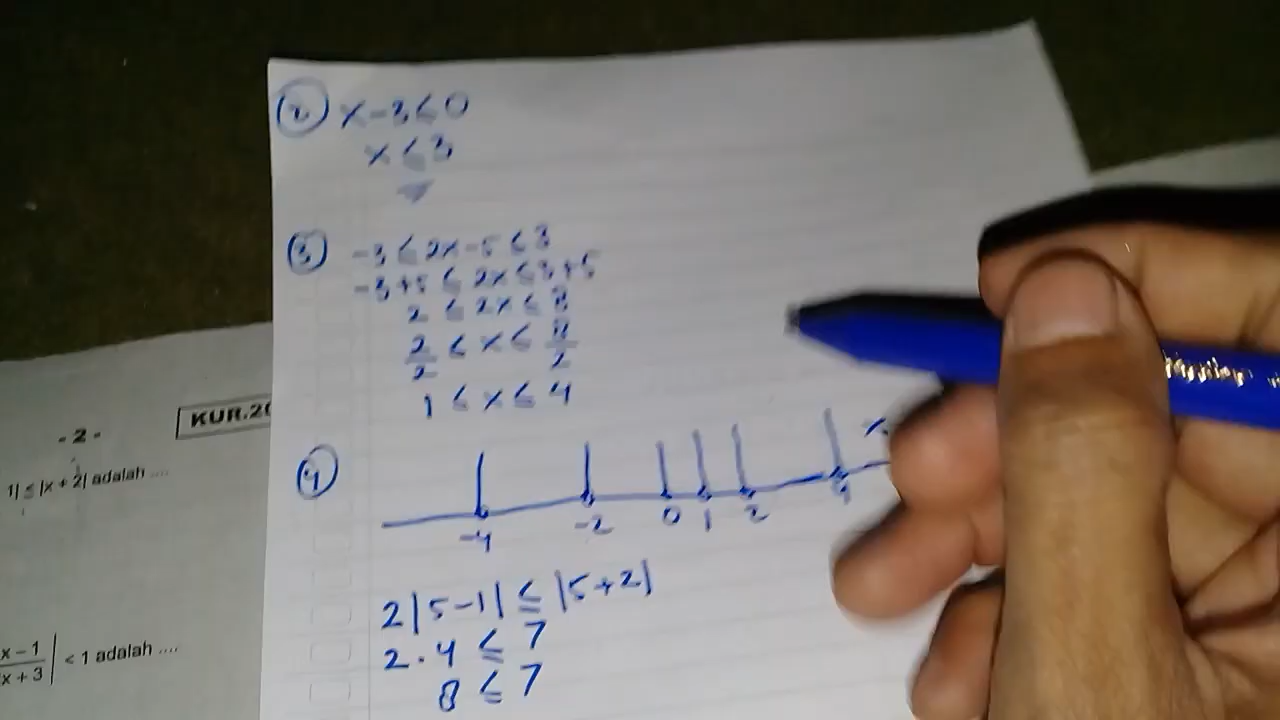 ② x - 3 ≤ 0
x ≤ 3
③ -3 ≤ 2x - 5 ≤ 3
-3 + 5 ≤ 2x ≤ 3 + 5
2 ≤ 2x ≤ 8
2/2 ≤ x ≤ 8/2
1 ≤ x ≤ 4
④
-4 -2 0 1 2 4 x
2|5 - 1| ≤ |5 + 2|
2 · 4 ≤ 7
8 ≤ 7
- 2 -
KUR.20
1| ≤ |x + 2| adalah ....
|x - 1 / x + 3| < 1 adalah ....